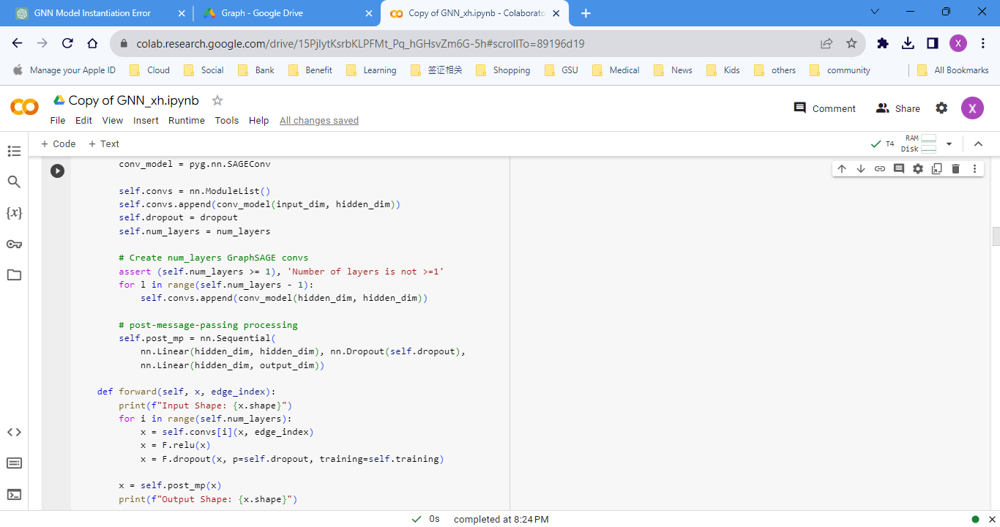 GNN Model Instantiation Error
Graph - Google Drive
Copy of GNN_xh.ipynb - Colaborato
colab.research.google.com/drive/15PjlytKsrbKLPFMt_Pq_hGHsvZm6G-5h#scrollTo=89196d19
X
Manage your Apple ID Cloud Social Bank Benefit Learning 签证相关 Shopping GSU Medical News Kids others community All Bookmarks
Copy of GNN_xh.ipynb
File Edit View Insert Runtime Tools Help All changes saved
Comment Share X
+ Code + Text
T4 RAM
Disk
{x}
conv_model = pyg.nn.SAGEConv
self.convs = nn.ModuleList()
self.convs.append(conv_model(input_dim, hidden_dim))
self.dropout = dropout
self.num_layers = num_layers
# Create num_layers GraphSAGE convs
assert (self.num_layers >= 1), 'Number of layers is not >=1'
for l in range(self.num_layers - 1):
self.convs.append(conv_model(hidden_dim, hidden_dim))
# post-message-passing processing
self.post_mp = nn.Sequential(
nn.Linear(hidden_dim, hidden_dim), nn.Dropout(self.dropout),
nn.Linear(hidden_dim, output_dim))
def forward(self, x, edge_index):
print(f"Input Shape: {x.shape}")
for i in range(self.num_layers):
x = self.convs[i](x, edge_index)
x = F.relu(x)
x = F.dropout(x, p=self.dropout, training=self.training)
x = self.post_mp(x)
print(f"Output Shape: {x.shape}")
0s completed at 8:24 PM